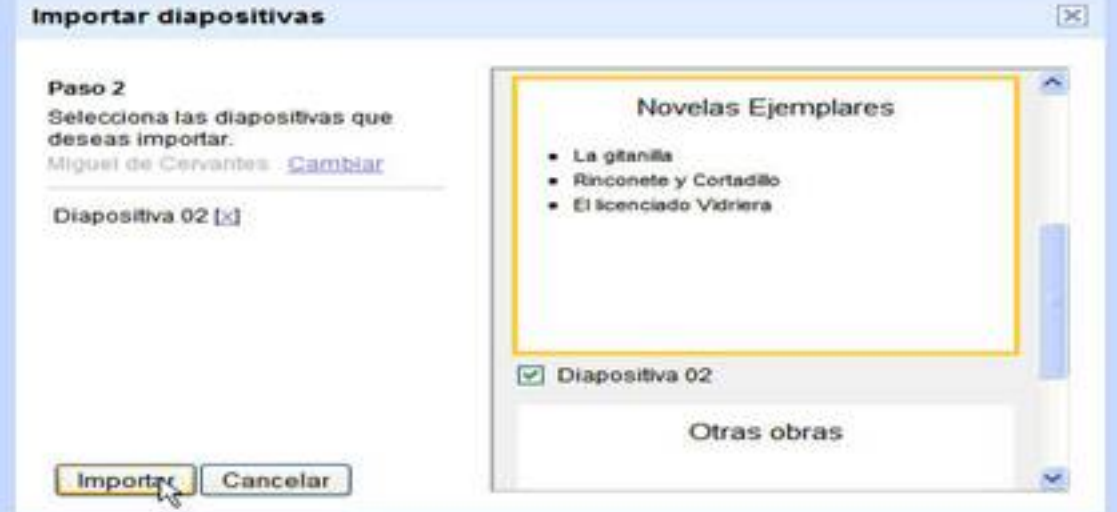 Importar diapositivas
Paso 2
Selecciona las diapositivas que
deseas importar.
Miguel de Cervantes Cambiar
Diapositiva 02 [x]
Importar Cancelar
Novelas Ejemplares
La gitanilla
Rinconete y Cortadillo
El licenciado Vidriera
Diapositiva 02
Otras obras